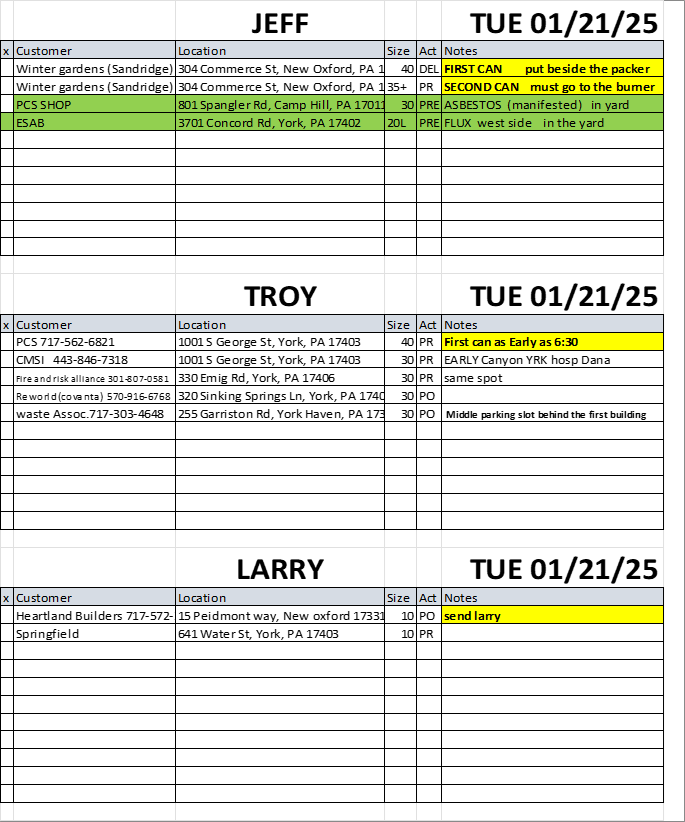 JEFF TUE 01/21/25
x Customer Location Size Act Notes
Winter gardens (Sandridge) 304 Commerce St, New Oxford, PA 1 40 DEL FIRST CAN put beside the packer
Winter gardens (Sandridge) 304 Commerce St, New Oxford, PA 1 35+ PR SECOND CAN must go to the burner
PCS SHOP 801 Spangler Rd, Camp Hill, PA 17011 30 PRE ASBESTOS (manifested) in yard
ESAB 3701 Concord Rd, York, PA 17402 20L PRE FLUX west side in the yard
TROY TUE 01/21/25
x Customer Location Size Act Notes
PCS 717-562-6821 1001 S George St, York, PA 17403 40 PR First can as Early as 6:30
CMSI 443-846-7318 1001 S George St, York, PA 17403 30 PR EARLY Canyon YRK hosp Dana
Fire and risk alliance 301-807-0581 330 Emig Rd, York, PA 17406 30 PR same spot
Reworld (covanta) 570-916-6768 320 Sinking Springs Ln, York, PA 1740 30 PO
waste Assoc.717-303-4648 255 Garriston Rd, York Haven, PA 173 30 PO Middle parking slot behind the first building
LARRY TUE 01/21/25
x Customer Location Size Act Notes
Heartland Builders 717-572- 15 Peidmont way, New oxford 17331 10 PO send larry
Springfield 641 Water St, York, PA 17403 10 PR